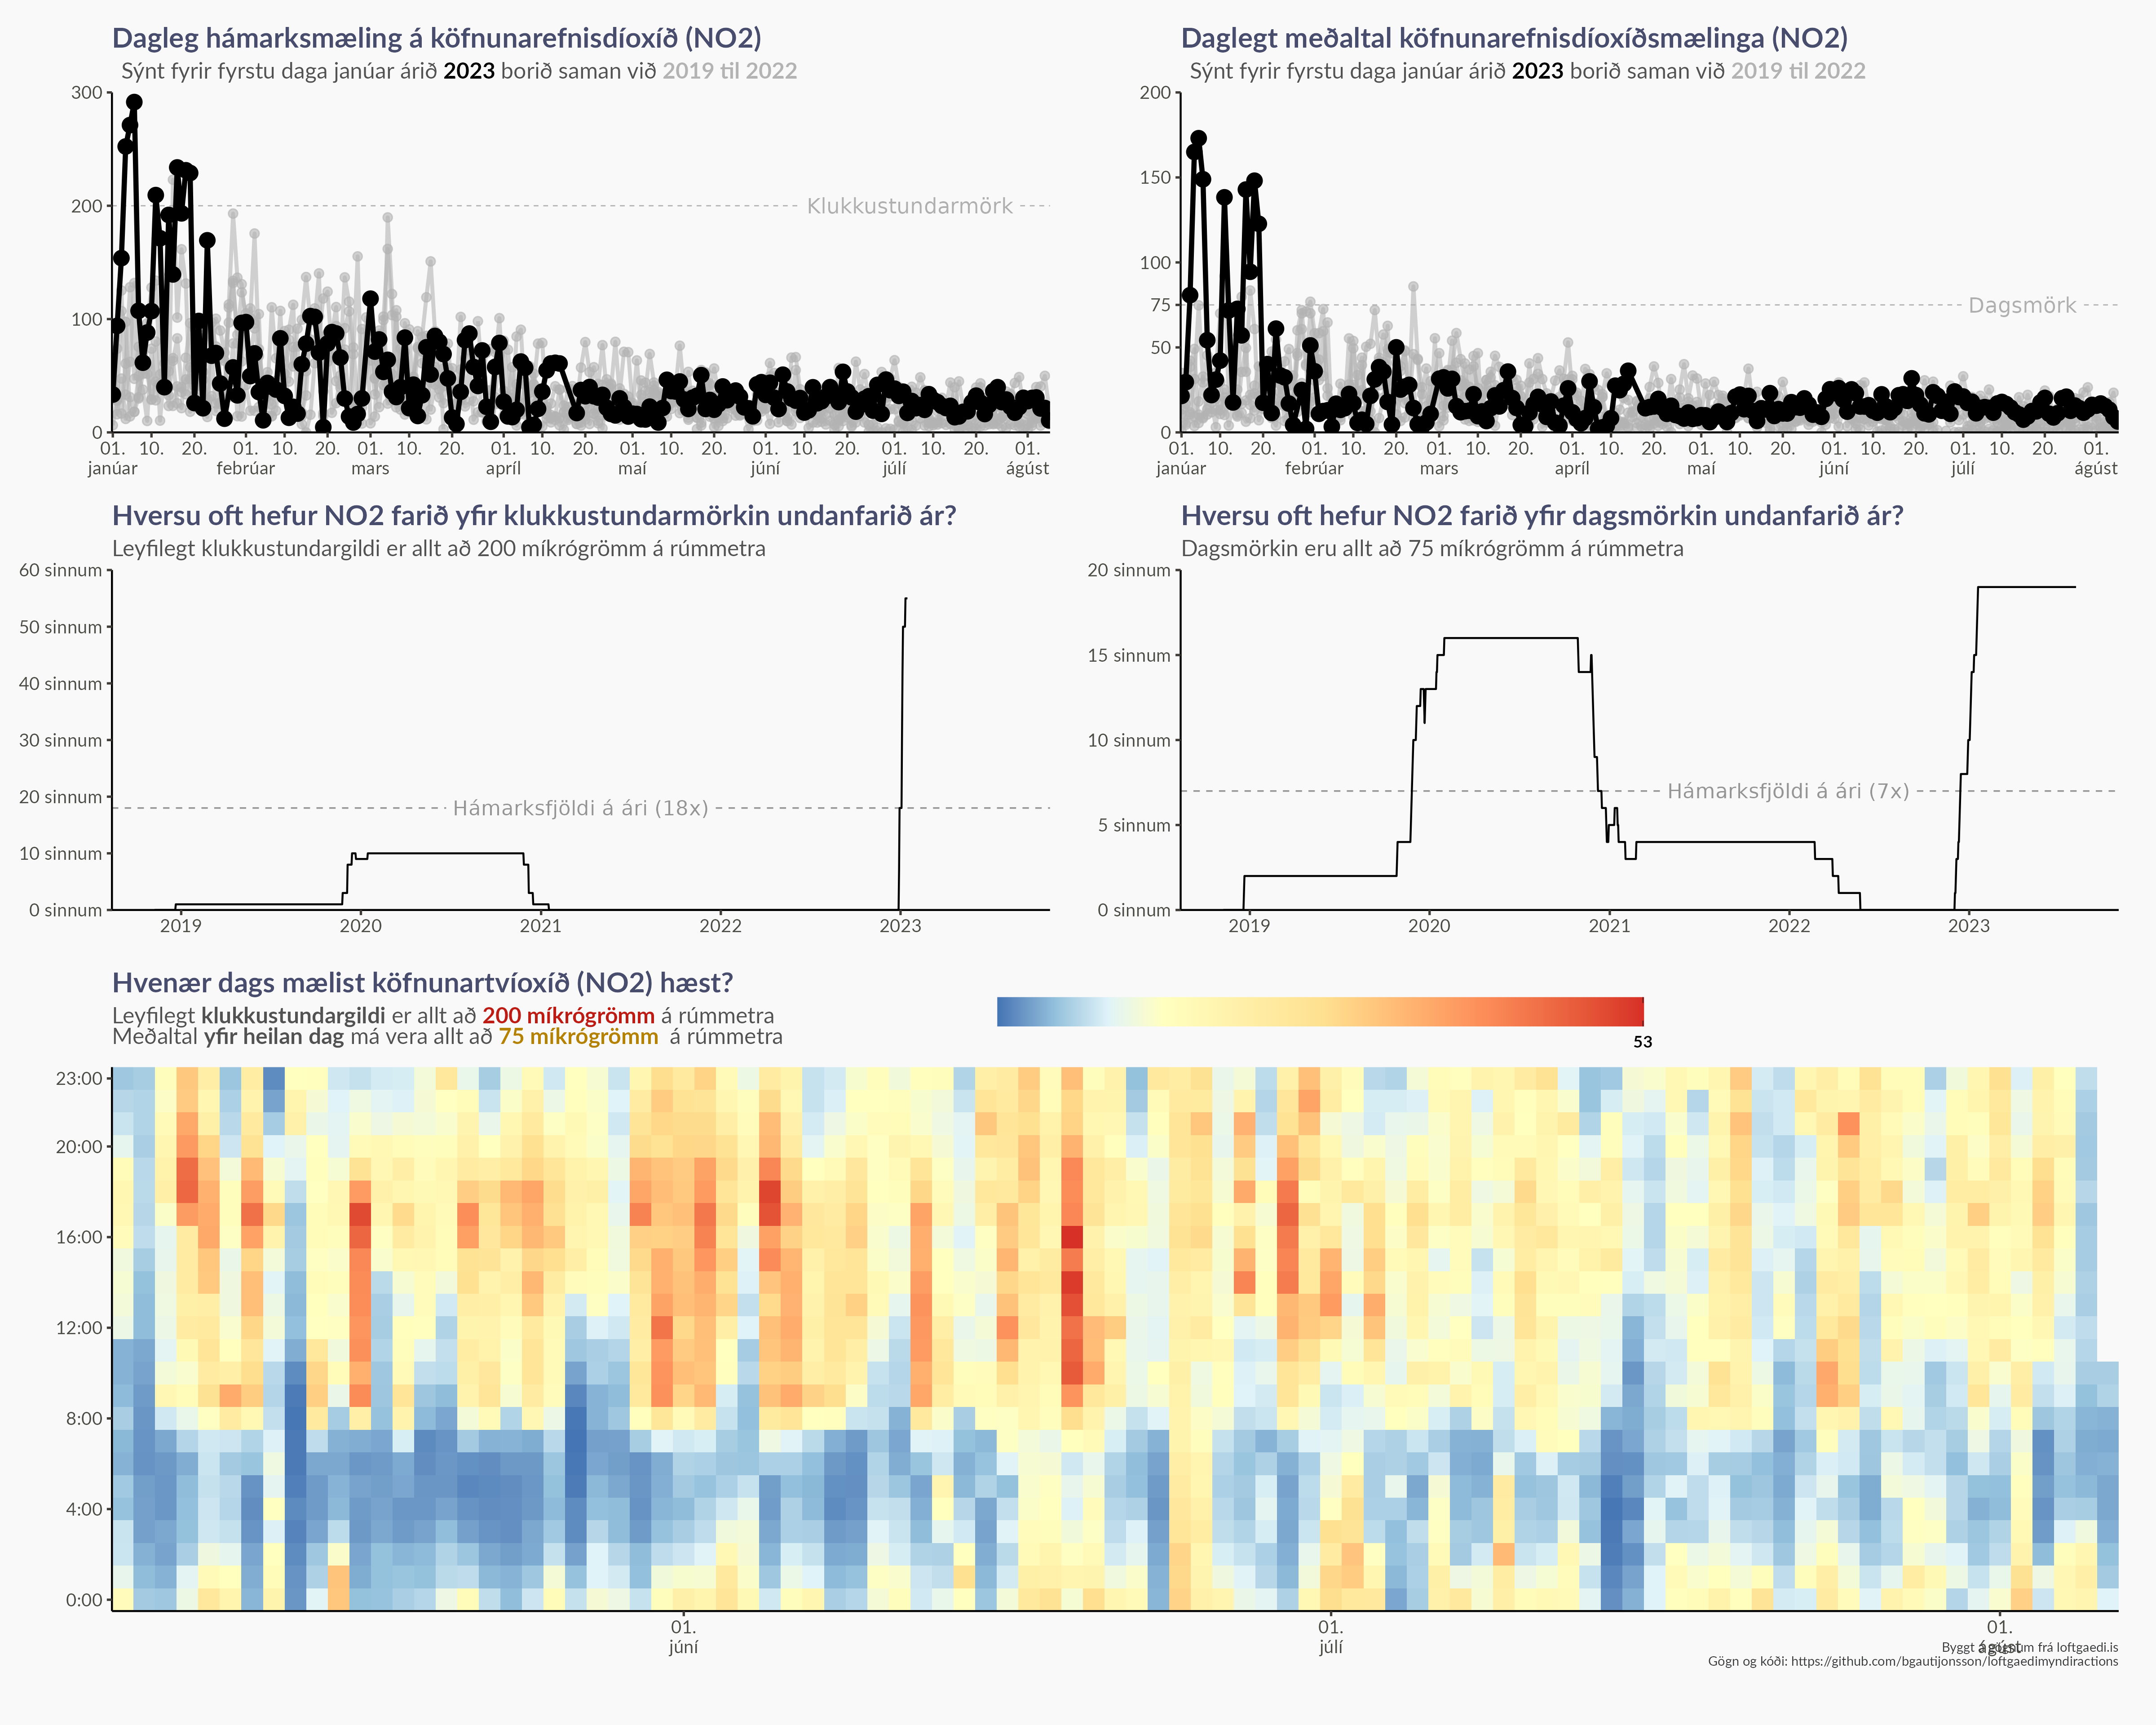 Dagleg hámarksmæling á köfnunarefnisdíoxíð (NO2)
Sýnt fyrir fyrstu daga janúar árið 2023 borið saman við 2019 til 2022
300
200
100
0
Klukkustundarmörk
01. 10. 20. 01. 10. 20. 01. 10. 20. 01. 10. 20. 01. 10. 20. 01. 10. 20. 01. 10. 20. 01.
janúar febrúar mars apríl maí júní júlí ágúst
Daglegt meðaltal köfnunarefnisdíoxíðsmælinga (NO2)
Sýnt fyrir fyrstu daga janúar árið 2023 borið saman við 2019 til 2022
200
150
100
75
50
0
Dagsmörk
01. 10. 20. 01. 10. 20. 01. 10. 20. 01. 10. 20. 01. 10. 20. 01. 10. 20. 01. 10. 20. 01.
janúar febrúar mars apríl maí júní júlí ágúst
Hversu oft hefur NO2 farið yfir klukkustundarmörkin undanfarið ár?
Leyfilegt klukkustundargildi er allt að 200 míkrógrömm á rúmmetra
60 sinnum
50 sinnum
40 sinnum
30 sinnum
20 sinnum
10 sinnum
0 sinnum
Hámarksfjöldi á ári (18x)
2019 2020 2021 2022 2023
Hversu oft hefur NO2 farið yfir dagsmörkin undanfarið ár?
Dagsmörkin eru allt að 75 míkrógrömm á rúmmetra
20 sinnum
15 sinnum
10 sinnum
5 sinnum
0 sinnum
Hámarksfjöldi á ári (7x)
2019 2020 2021 2022 2023
Hvenær dags mælist köfnunartvíoxíð (NO2) hæst?
Leyfilegt klukkustundargildi er allt að 200 míkrógrömm á rúmmetra
Meðaltal yfir heilan dag má vera allt að 75 míkrógrömm á rúmmetra
53
23:00
20:00
16:00
12:00
8:00
4:00
0:00
01. 01. 01.
júní júlí ágúst
Byggt á gögnum frá loftgaedi.is
Gögn og kóði: https://github.com/bgautijonsson/loftgaedimyndiractions